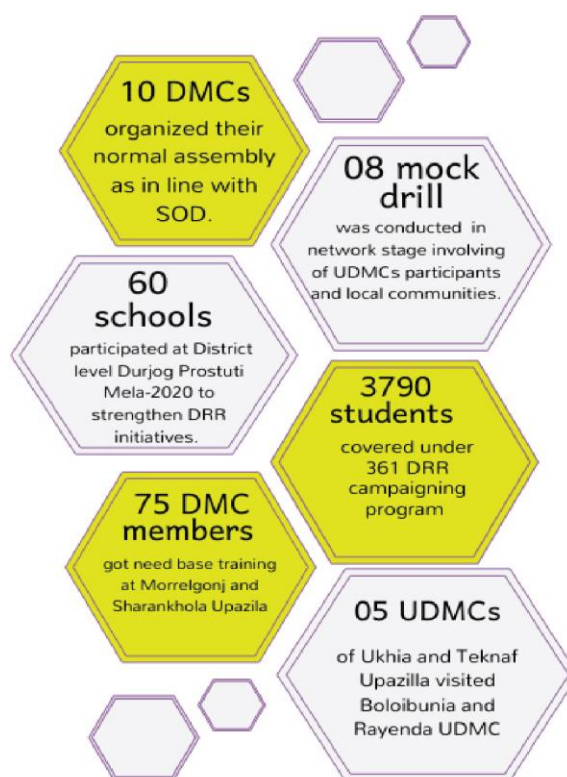 10 DMCs
organized their
normal assembly
as in line with
SOD.
08 mock
drill
was conducted in
network stage involving
of UDMCs participants
and local communities.
60
schools
participated at District
level Durjog Prostuti
Mela-2020 to
strengthen DRR
initiatives.
3790
students
covered under
361 DRR
campaigning
program
75 DMC
members
got need base training
at Morrelgonj and
Sharankhola Upazila
05 UDMCs
of Ukhia and Teknaf
Upazilla visited
Boloibunia and
Rayenda UDMC